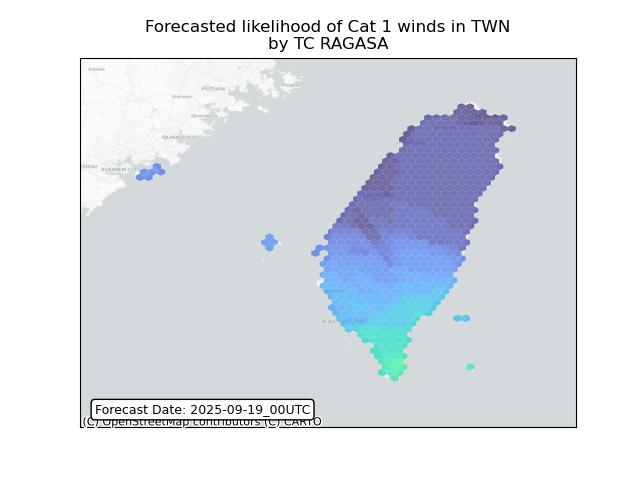 Forecasted likelihood of Cat 1 winds in TWN
by TC RAGASA
PUTIAN
QUANZHOU
XIAMEN CITY
Forecast Date: 2025-09-19_00UTC
(C) OpenStreetMap contributors (C) CARTO